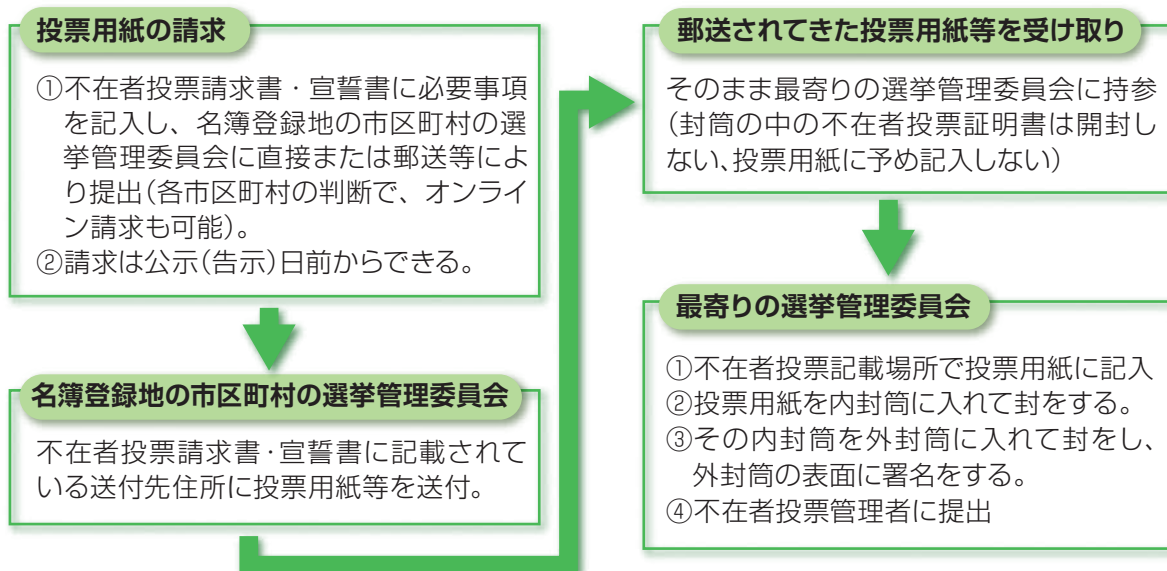 投票用紙の請求
①不在者投票請求書・宣誓書に必要事項
を記入し、名簿登録地の市区町村の選
挙管理委員会に直接または郵送等によ
り提出(各市区町村の判断で、オンライ
ン請求も可能)。
②請求は公示(告示)日前からできる。
名簿登録地の市区町村の選挙管理委員会
不在者投票請求書・宣誓書に記載されて
いる送付先住所に投票用紙等を送付。
郵送されてきた投票用紙等を受け取り
そのまま最寄りの選挙管理委員会に持参
(封筒の中の不在者投票証明書は開封し
ない、投票用紙に予め記入しない)
最寄りの選挙管理委員会
①不在者投票記載場所で投票用紙に記入
②投票用紙を内封筒に入れて封をする。
③その内封筒を外封筒に入れて封をし、
外封筒の表面に署名をする。
④不在者投票管理者に提出